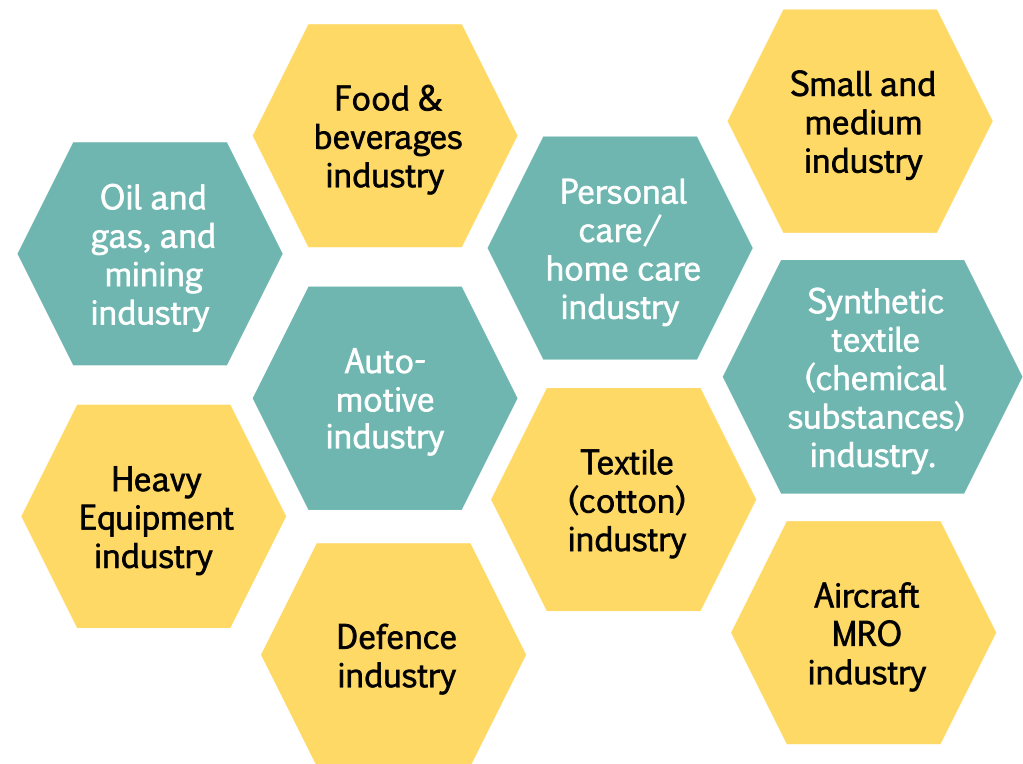 Food &
beverages
industry
Small and
medium
industry
Oil and
gas, and
mining
industry
Personal
care/
home care
industry
Synthetic
textile
(chemical
substances)
industry.
Auto-
motive
industry
Heavy
Equipment
industry
Textile
(cotton)
industry
Defence
industry
Aircraft
MRO
industry